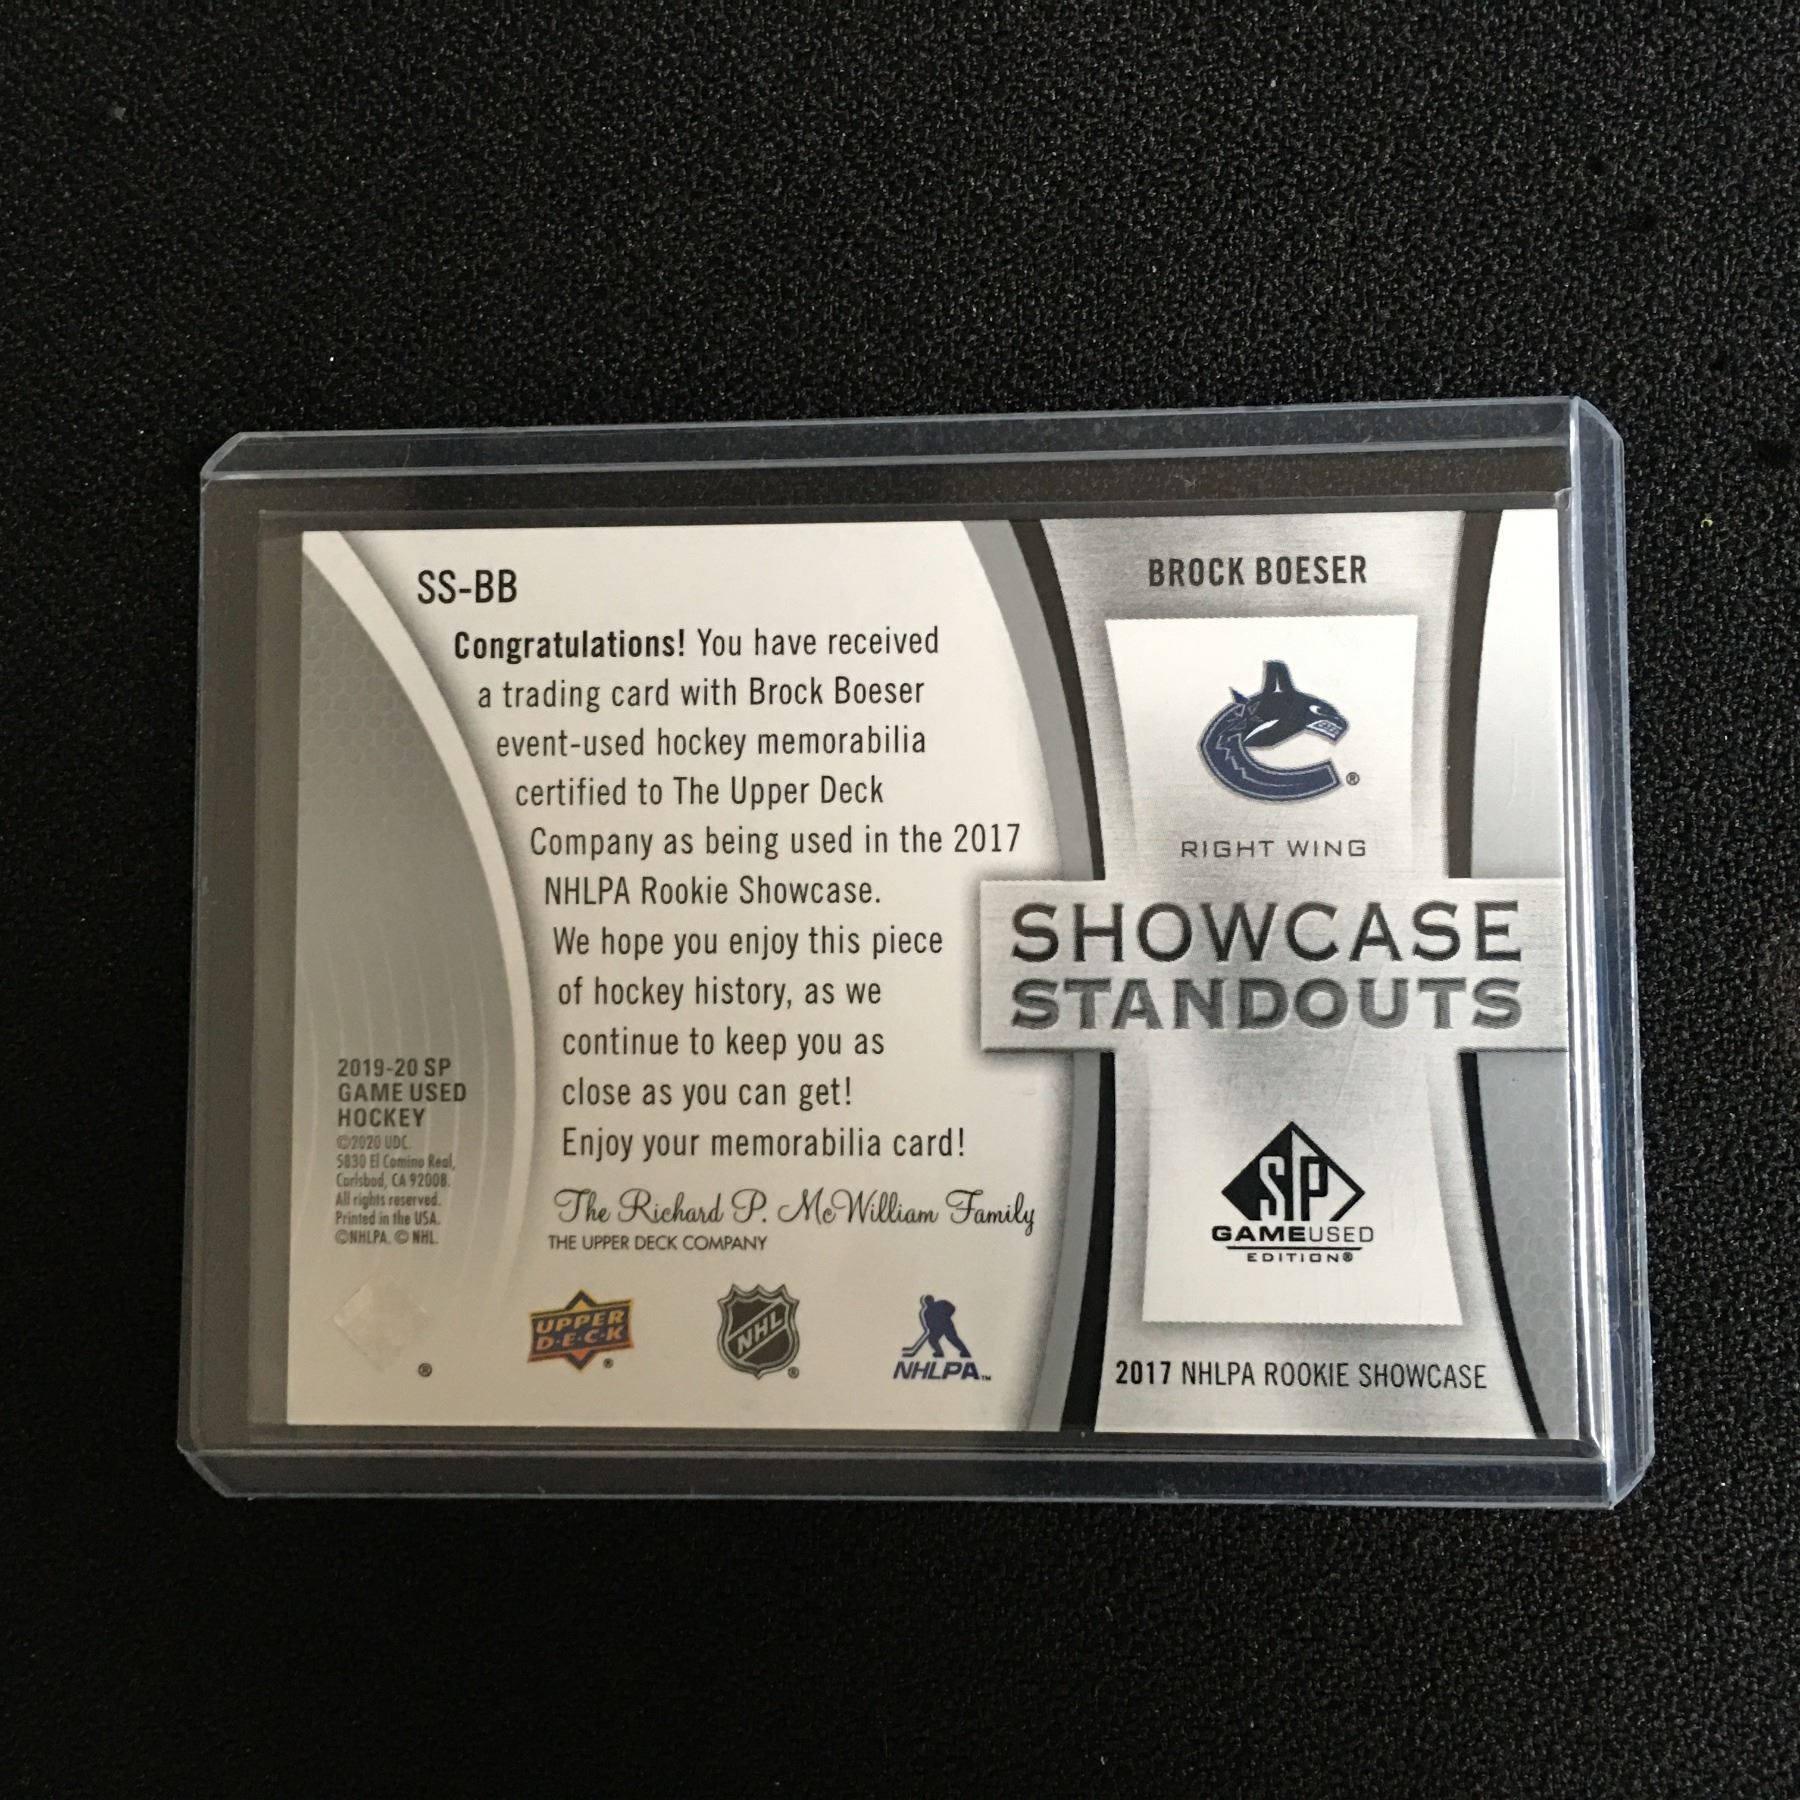 SS-BB
Congratulations! You have received
a trading card with Brock Boeser
event-used hockey memorabilia
certified to The Upper Deck
Company as being used in the 2017
NHLPA Rookie Showcase.
We hope you enjoy this piece
of hockey history, as we
continue to keep you as
close as you can get!
Enjoy your memorabilia card!
The Richard P. McWilliam Family
THE UPPER DECK COMPANY
2019-20 SP
GAME USED
HOCKEY
©2020 UDC.
5830 El Camino Real,
Carlsbad, CA 92008.
All rights reserved.
Printed in the USA.
©NHLPA. © NHL.
®
UPPER
D·E·C·K ®
NHL ®
NHLPA™
BROCK BOESER
®
RIGHT WING
SHOWCASE
STANDOUTS
SP
GAMEUSED
EDITION®
2017 NHLPA ROOKIE SHOWCASE